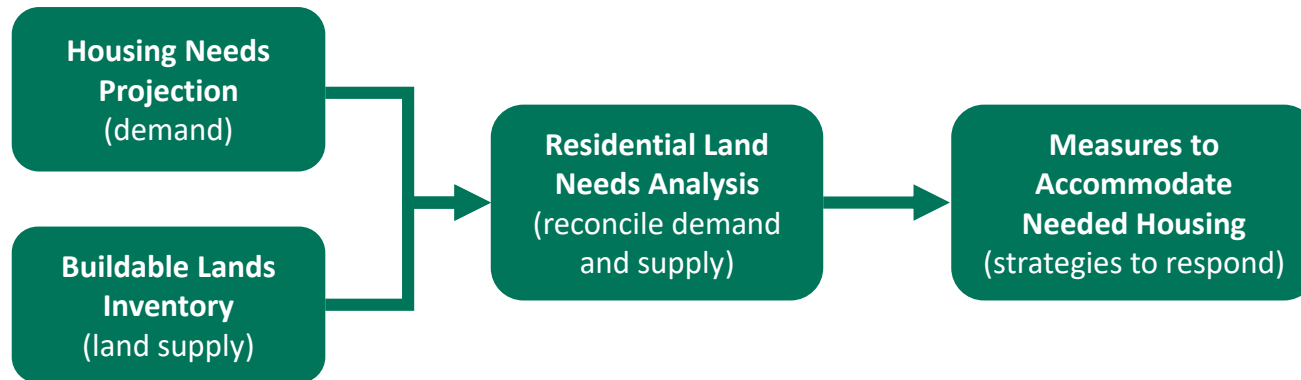 Housing Needs
Projection
(demand)
Buildable Lands
Inventory
(land supply)
Residential Land
Needs Analysis
(reconcile demand
and supply)
Measures to
Accommodate
Needed Housing
(strategies to respond)